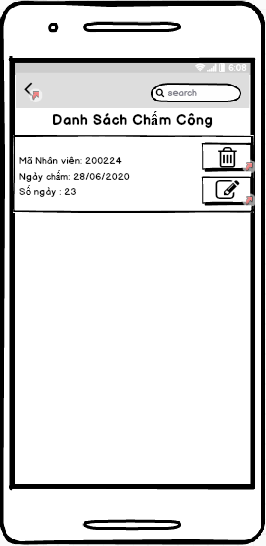 6:08
search
Danh Sách Chấm Công
Mã Nhân viên: 200224
Ngày chấm: 28/06/2020
Số ngày : 23